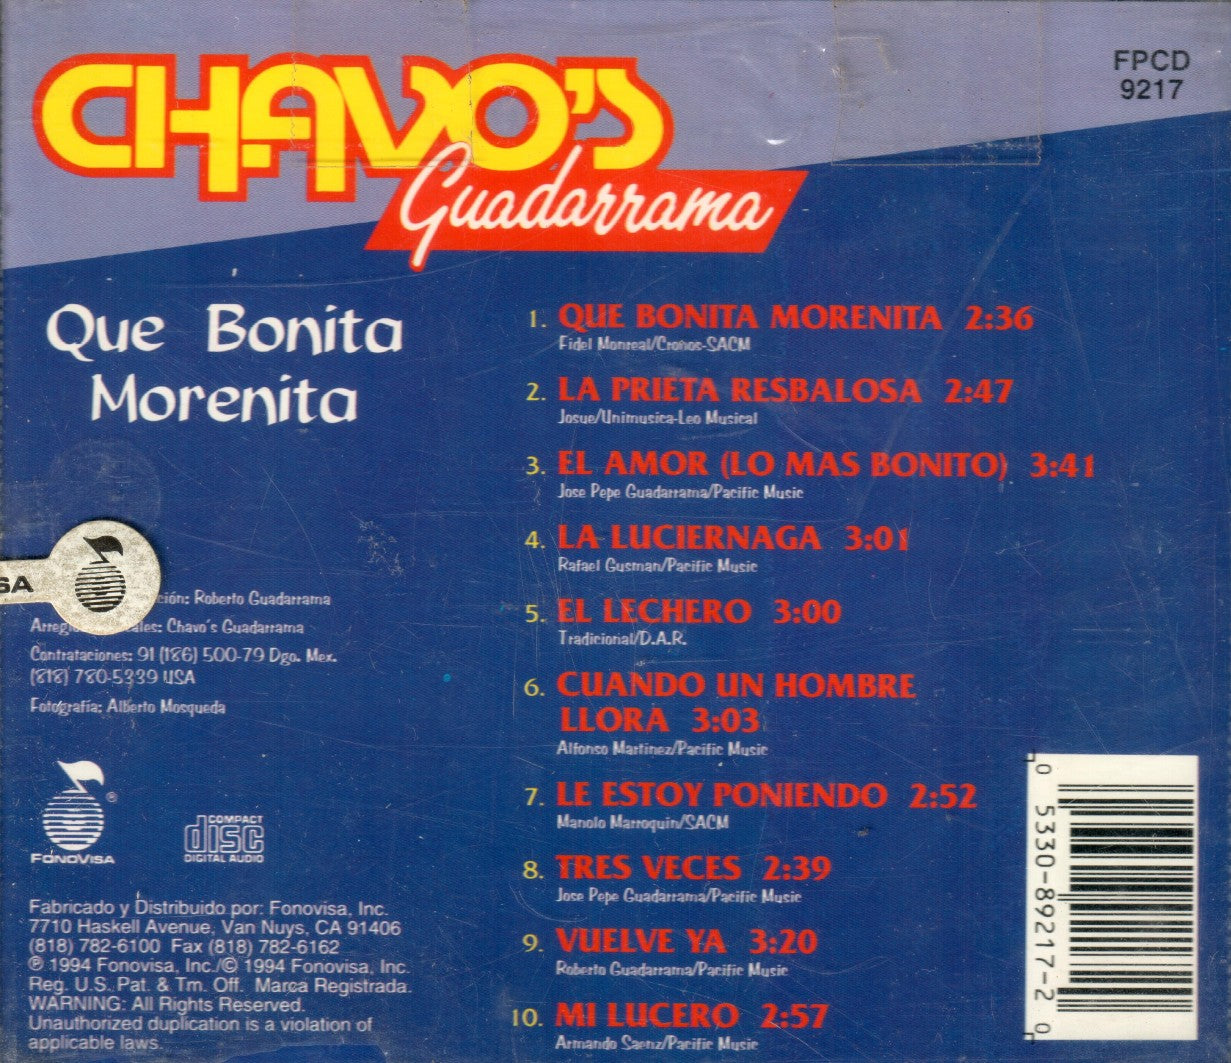 CHAVO'S
Guadarrama
FPCD
9217
Que Bonita
Morenita
1. QUE BONITA MORENITA 2:36
Fidel Monreal/Cronos-SACM
2. LA PRIETA RESBALOSA 2:47
Josue/Unimusica-Leo Musical
3. EL AMOR (LO MAS BONITO) 3:41
Jose Pepe Guadarrama/Pacific Music
4. LA LUCIERNAGA 3:01
Rafael Gusman/Pacific Music
5. EL LECHERO 3:00
Tradicional/D.A.R.
6. CUANDO UN HOMBRE
LLORA 3:03
Alfonso Martinez/Pacific Music
7. LE ESTOY PONIENDO 2:52
Manolo Marroquin/SACM
8. TRES VECES 2:39
Jose Pepe Guadarrama/Pacific Music
9. VUELVE YA 3:20
Roberto Guadarrama/Pacific Music
10. MI LUCERO 2:57
Armando Saenz/Pacific Music
Roberto Guadarrama
Chavo's Guadarrama
Contrataciones: 91 (186) 500-79 Dgo. Mex.
(818) 780-5339 USA
Fotografia: Alberto Mosqueda
FONOVISA ®
COMPACT
disc
DIGITAL AUDIO
Fabricado y Distribuido por: Fonovisa, Inc.
7710 Haskell Avenue, Van Nuys, CA 91406
(818) 782-6100 Fax (818) 782-6162
℗ 1994 Fonovisa, Inc./© 1994 Fonovisa, Inc.
Reg. U.S. Pat. & Tm. Off. Marca Registrada.
WARNING: All Rights Reserved.
Unauthorized duplication is a violation of
applicable laws.
0 5330-89217-2 0